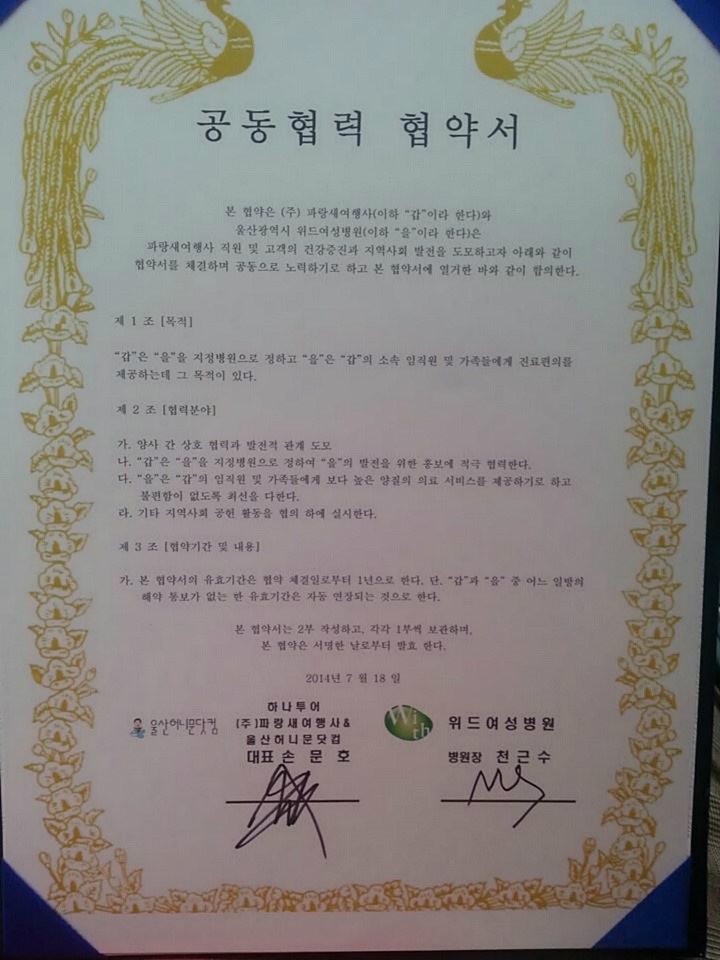 공동협력 협약서
본 협약은 (주) 파랑새여행사(이하 "갑"이라 한다)와
울산광역시 위드여성병원(이하 "을"이라 한다)은
파랑새여행사 직원 및 고객의 건강증진과 지역사회 발전을 도모하고자 아래와 같이
협약서를 체결하며 공동으로 노력하기로 하고 본 협약서에 열거한 바와 같이 합의한다.
제 1 조 [목적]
"갑"은 "을"을 지정병원으로 정하고 "을"은 "갑"의 소속 임직원 및 가족들에게 진료편의를
제공하는데 그 목적이 있다.
제 2 조 [협력분야]
가. 양사 간 상호 협력과 발전적 관계 도모
나. "갑"은 "을"을 지정병원으로 정하여 "을"의 발전을 위한 홍보에 적극 협력한다.
다. "을"은 "갑"의 임직원 및 가족들에게 보다 높은 양질의 의료 서비스를 제공하기로 하고
불편함이 없도록 최선을 다한다.
라. 기타 지역사회 공헌 활동을 협의 하에 실시한다.
제 3 조 [협약기간 및 내용]
가. 본 협약서의 유효기간은 협약 체결일로부터 1년으로 한다. 단. "갑"과 "을" 중 어느 일방의
해약 통보가 없는 한 유효기간은 자동 연장되는 것으로 한다.
본 협약서는 2부 작성하고, 각각 1부씩 보관하며,
본 협약은 서명한 날로부터 발효 한다.
2014년 7월 18일
울산허니문닷컴
하나투어
(주)파랑새여행사&
울산허니문닷컴
대표 손 문 호
With
위드여성병원
병원장 천근수